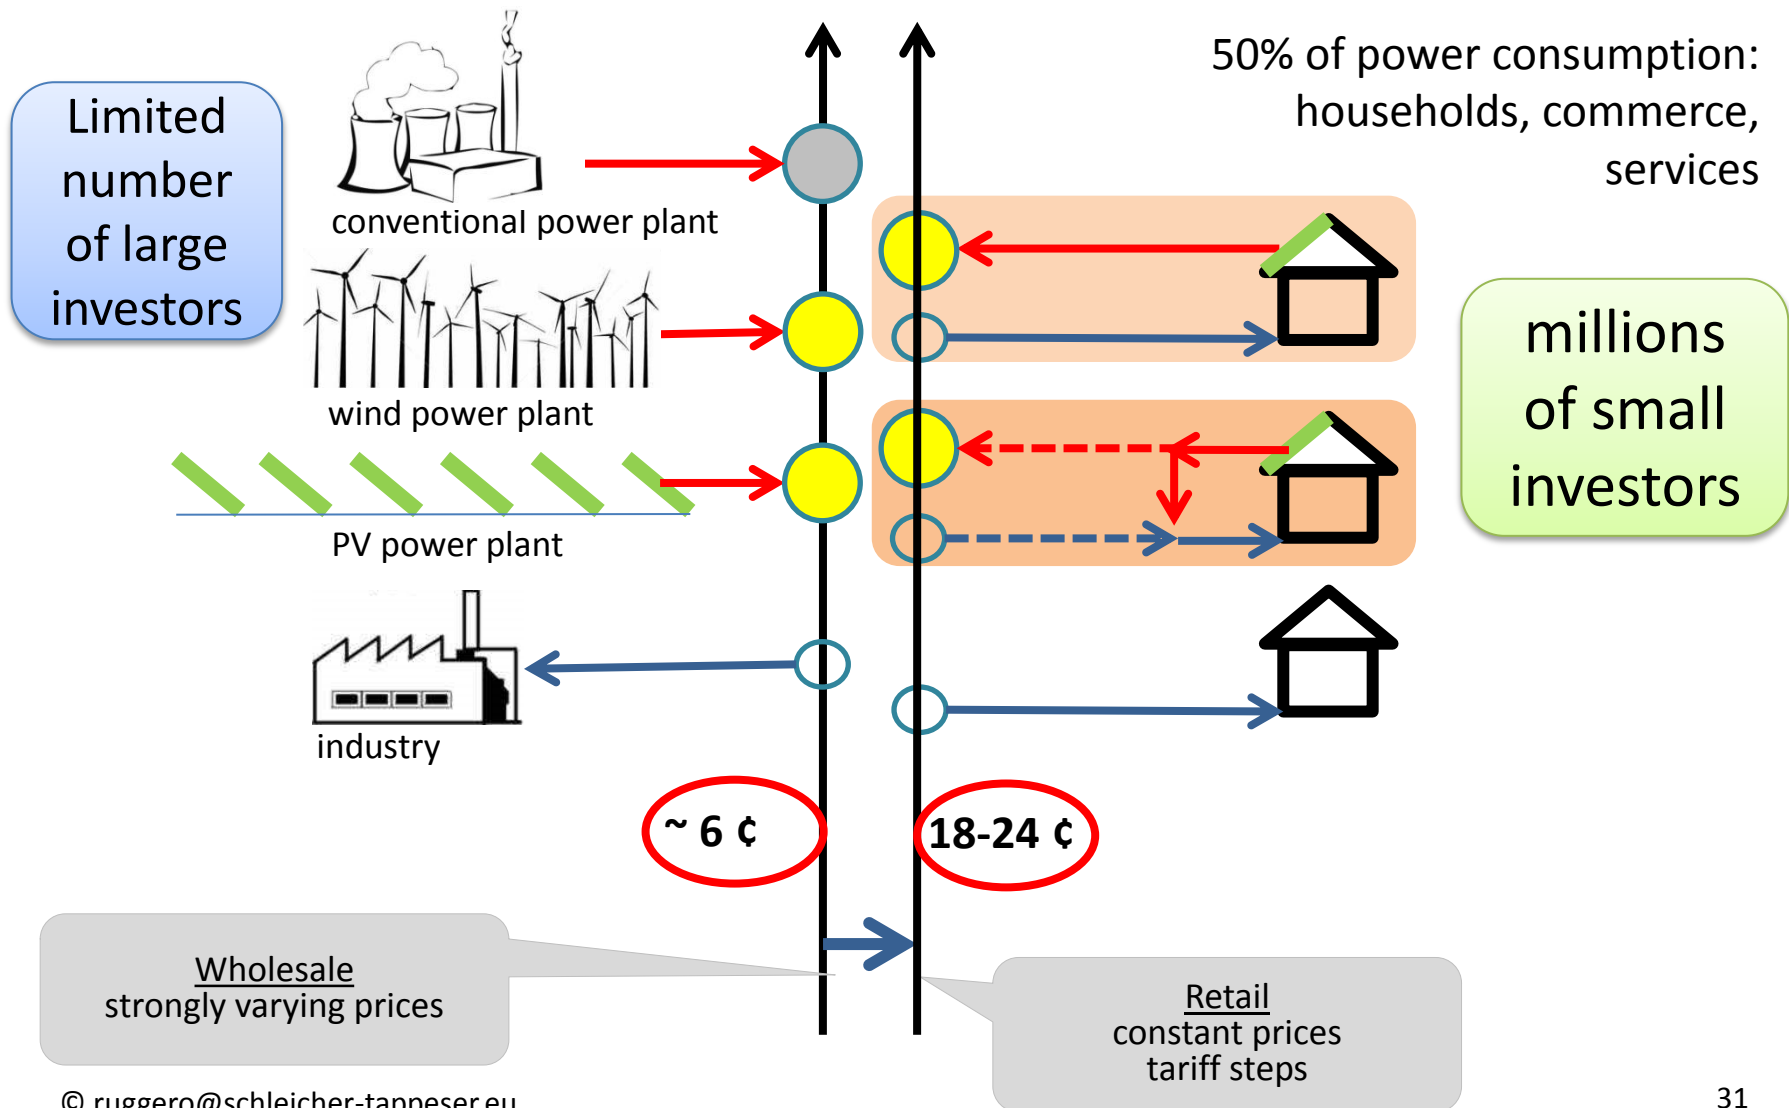 50% of power consumption:
households, commerce,
services
Limited
number
of large
investors
conventional power plant
wind power plant
PV power plant
industry
millions
of small
investors
~ 6 ¢
18-24 ¢
Wholesale
strongly varying prices
Retail
constant prices
tariff steps
© ruggero@schleicher-tappeser.eu
31